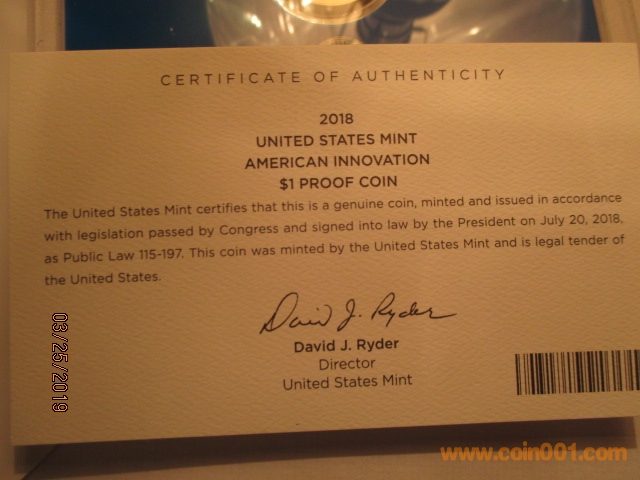 CERTIFICATE OF AUTHENTICITY
2018
UNITED STATES MINT
AMERICAN INNOVATION
$1 PROOF COIN
The United States Mint certifies that this is a genuine coin, minted and issued in accordance
with legislation passed by Congress and signed into law by the President on July 20, 2018,
as Public Law 115-197. This coin was minted by the United States Mint and is legal tender of
the United States.
David J. Ryder
David J. Ryder
Director
United States Mint
03/25/2019
www.coin001.com